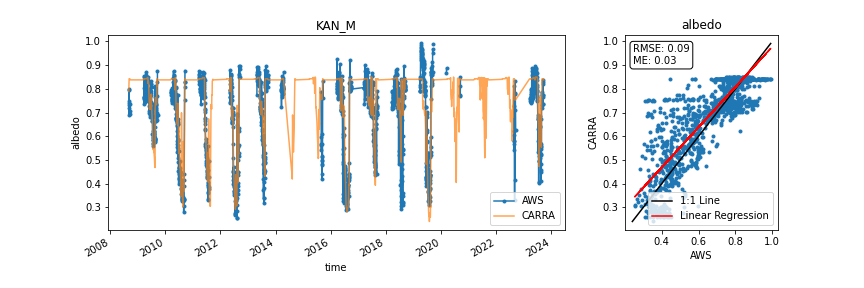 KAN_M
albedo
1.0
0.9
0.8
0.7
0.6
0.5
0.4
0.3
albedo
AWS
CARRA
2008
2010
2012
2014
2016
2018
2020
2022
2024
time
albedo
RMSE: 0.09
ME: 0.03
1.0
0.9
0.8
0.7
0.6
0.5
0.4
0.3
CARRA
1:1 Line
Linear Regression
0.4
0.6
0.8
1.0
AWS